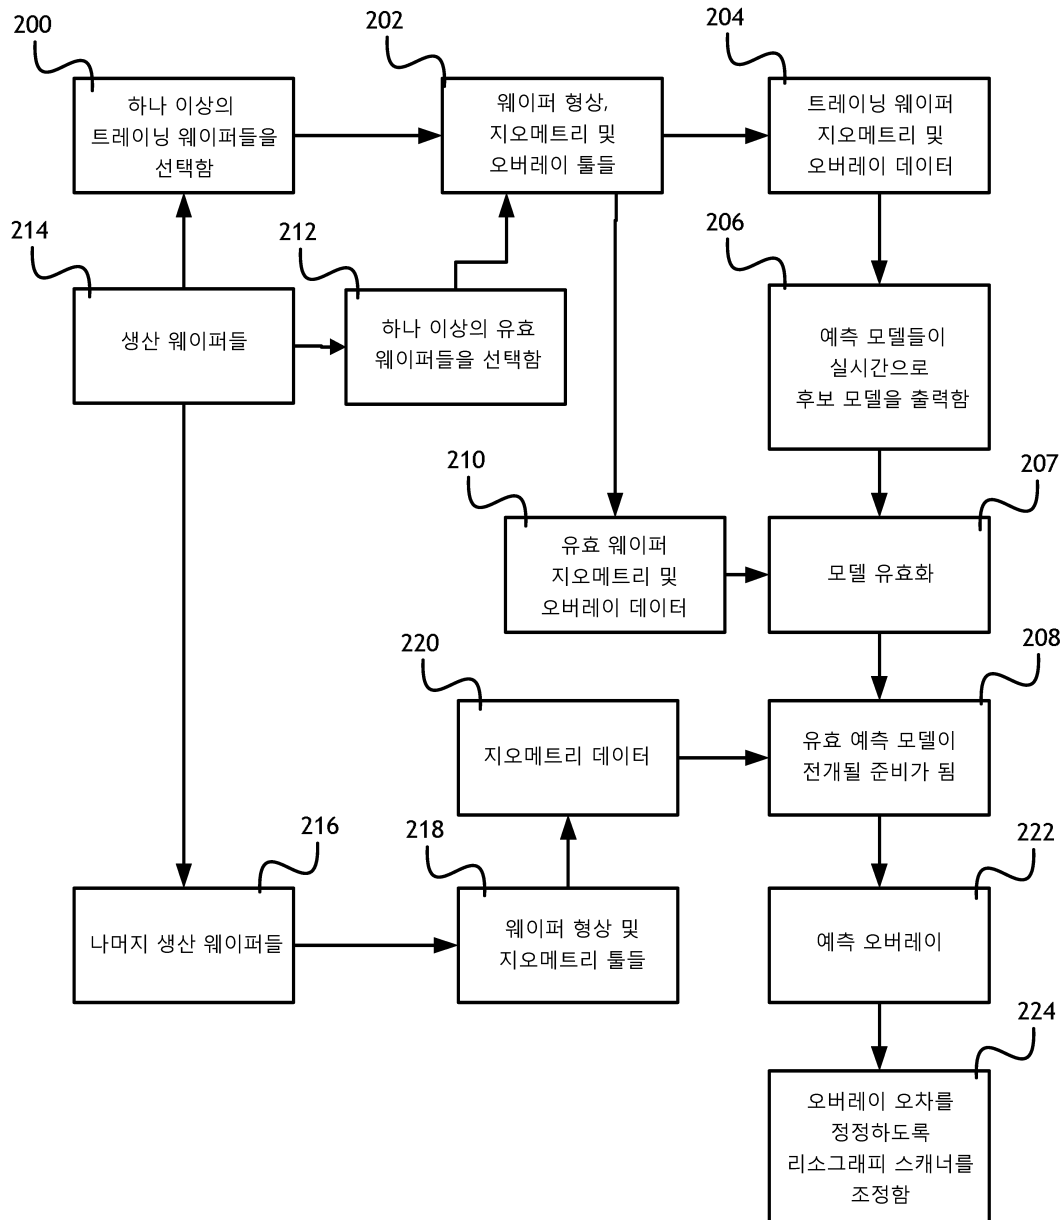 200
하나 이상의
트레이닝 웨이퍼들을
선택함
202
웨이퍼 형상,
지오메트리 및
오버레이 툴들
204
트레이닝 웨이퍼
지오메트리 및
오버레이 데이터
214
생산 웨이퍼들
212
하나 이상의 유효
웨이퍼들을 선택함
206
예측 모델들이
실시간으로
후보 모델을 출력함
210
유효 웨이퍼
지오메트리 및
오버레이 데이터
207
모델 유효화
220
지오메트리 데이터
208
유효 예측 모델이
전개될 준비가 됨
216
나머지 생산 웨이퍼들
218
웨이퍼 형상 및
지오메트리 툴들
222
예측 오버레이
224
오버레이 오차를
정정하도록
리소그래피 스캐너를
조정함